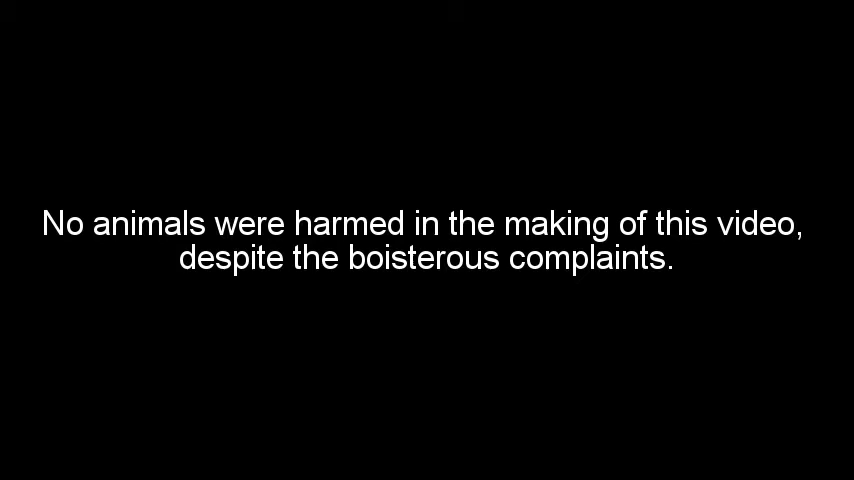 No animals were harmed in the making of this video,
despite the boisterous complaints.